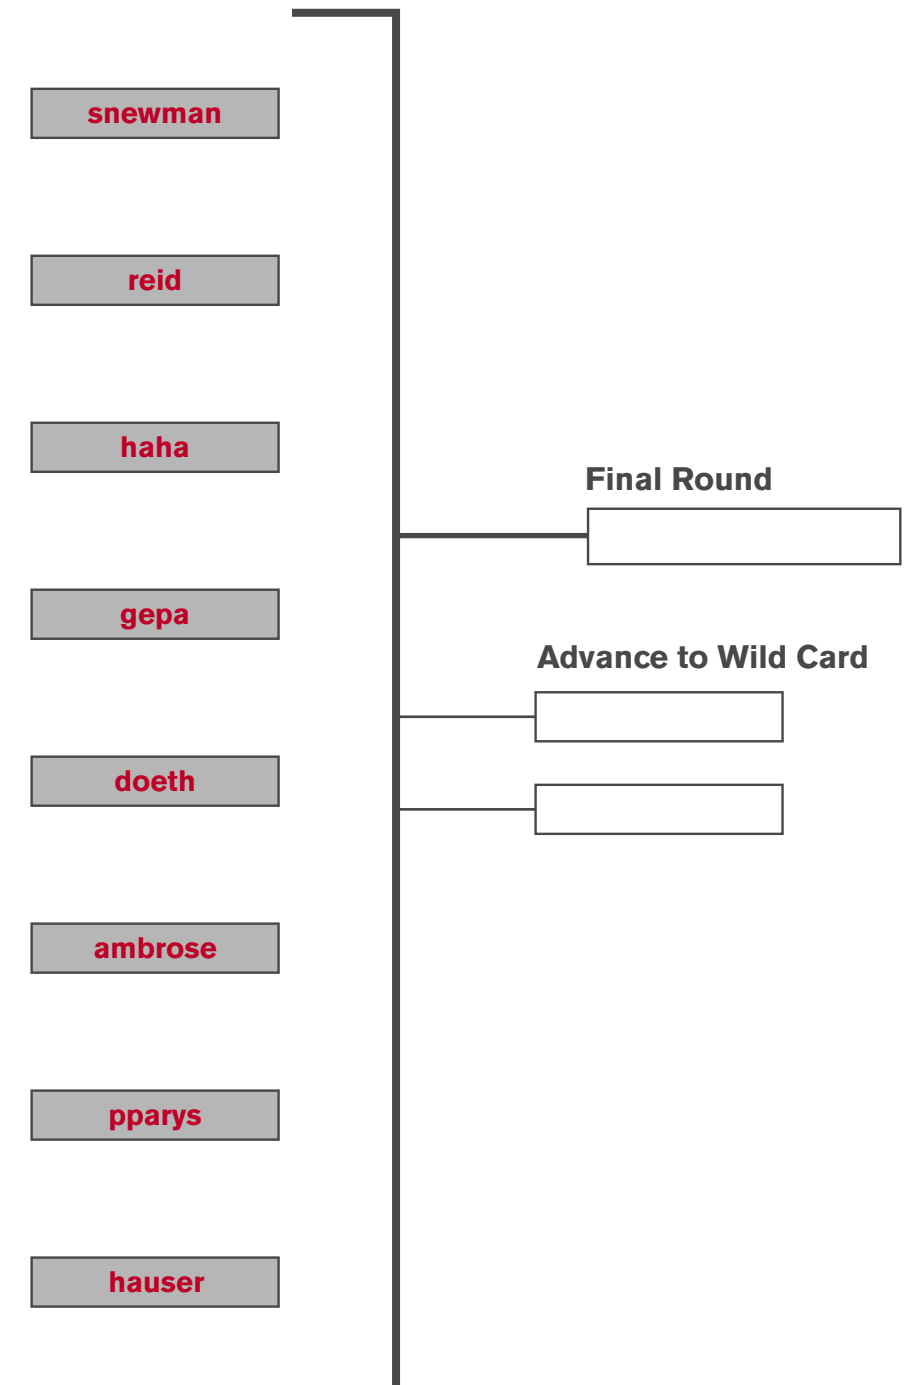 snewman
reid
haha
gepa
doeth
ambrose
pparys
hauser
Final Round
Advance to Wild Card